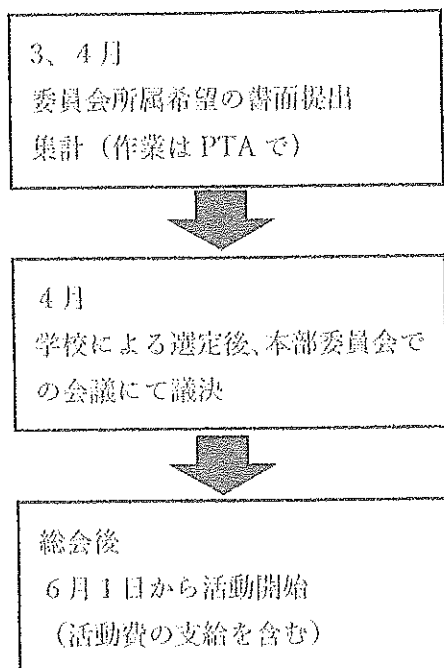 3、4月
委員会所属希望の書面提出
集計（作業は PTA で）
4月
学校による選定後、本部委員会で
の会議にて議決
総会後
6月1日から活動開始
（活動費の支給を含む）